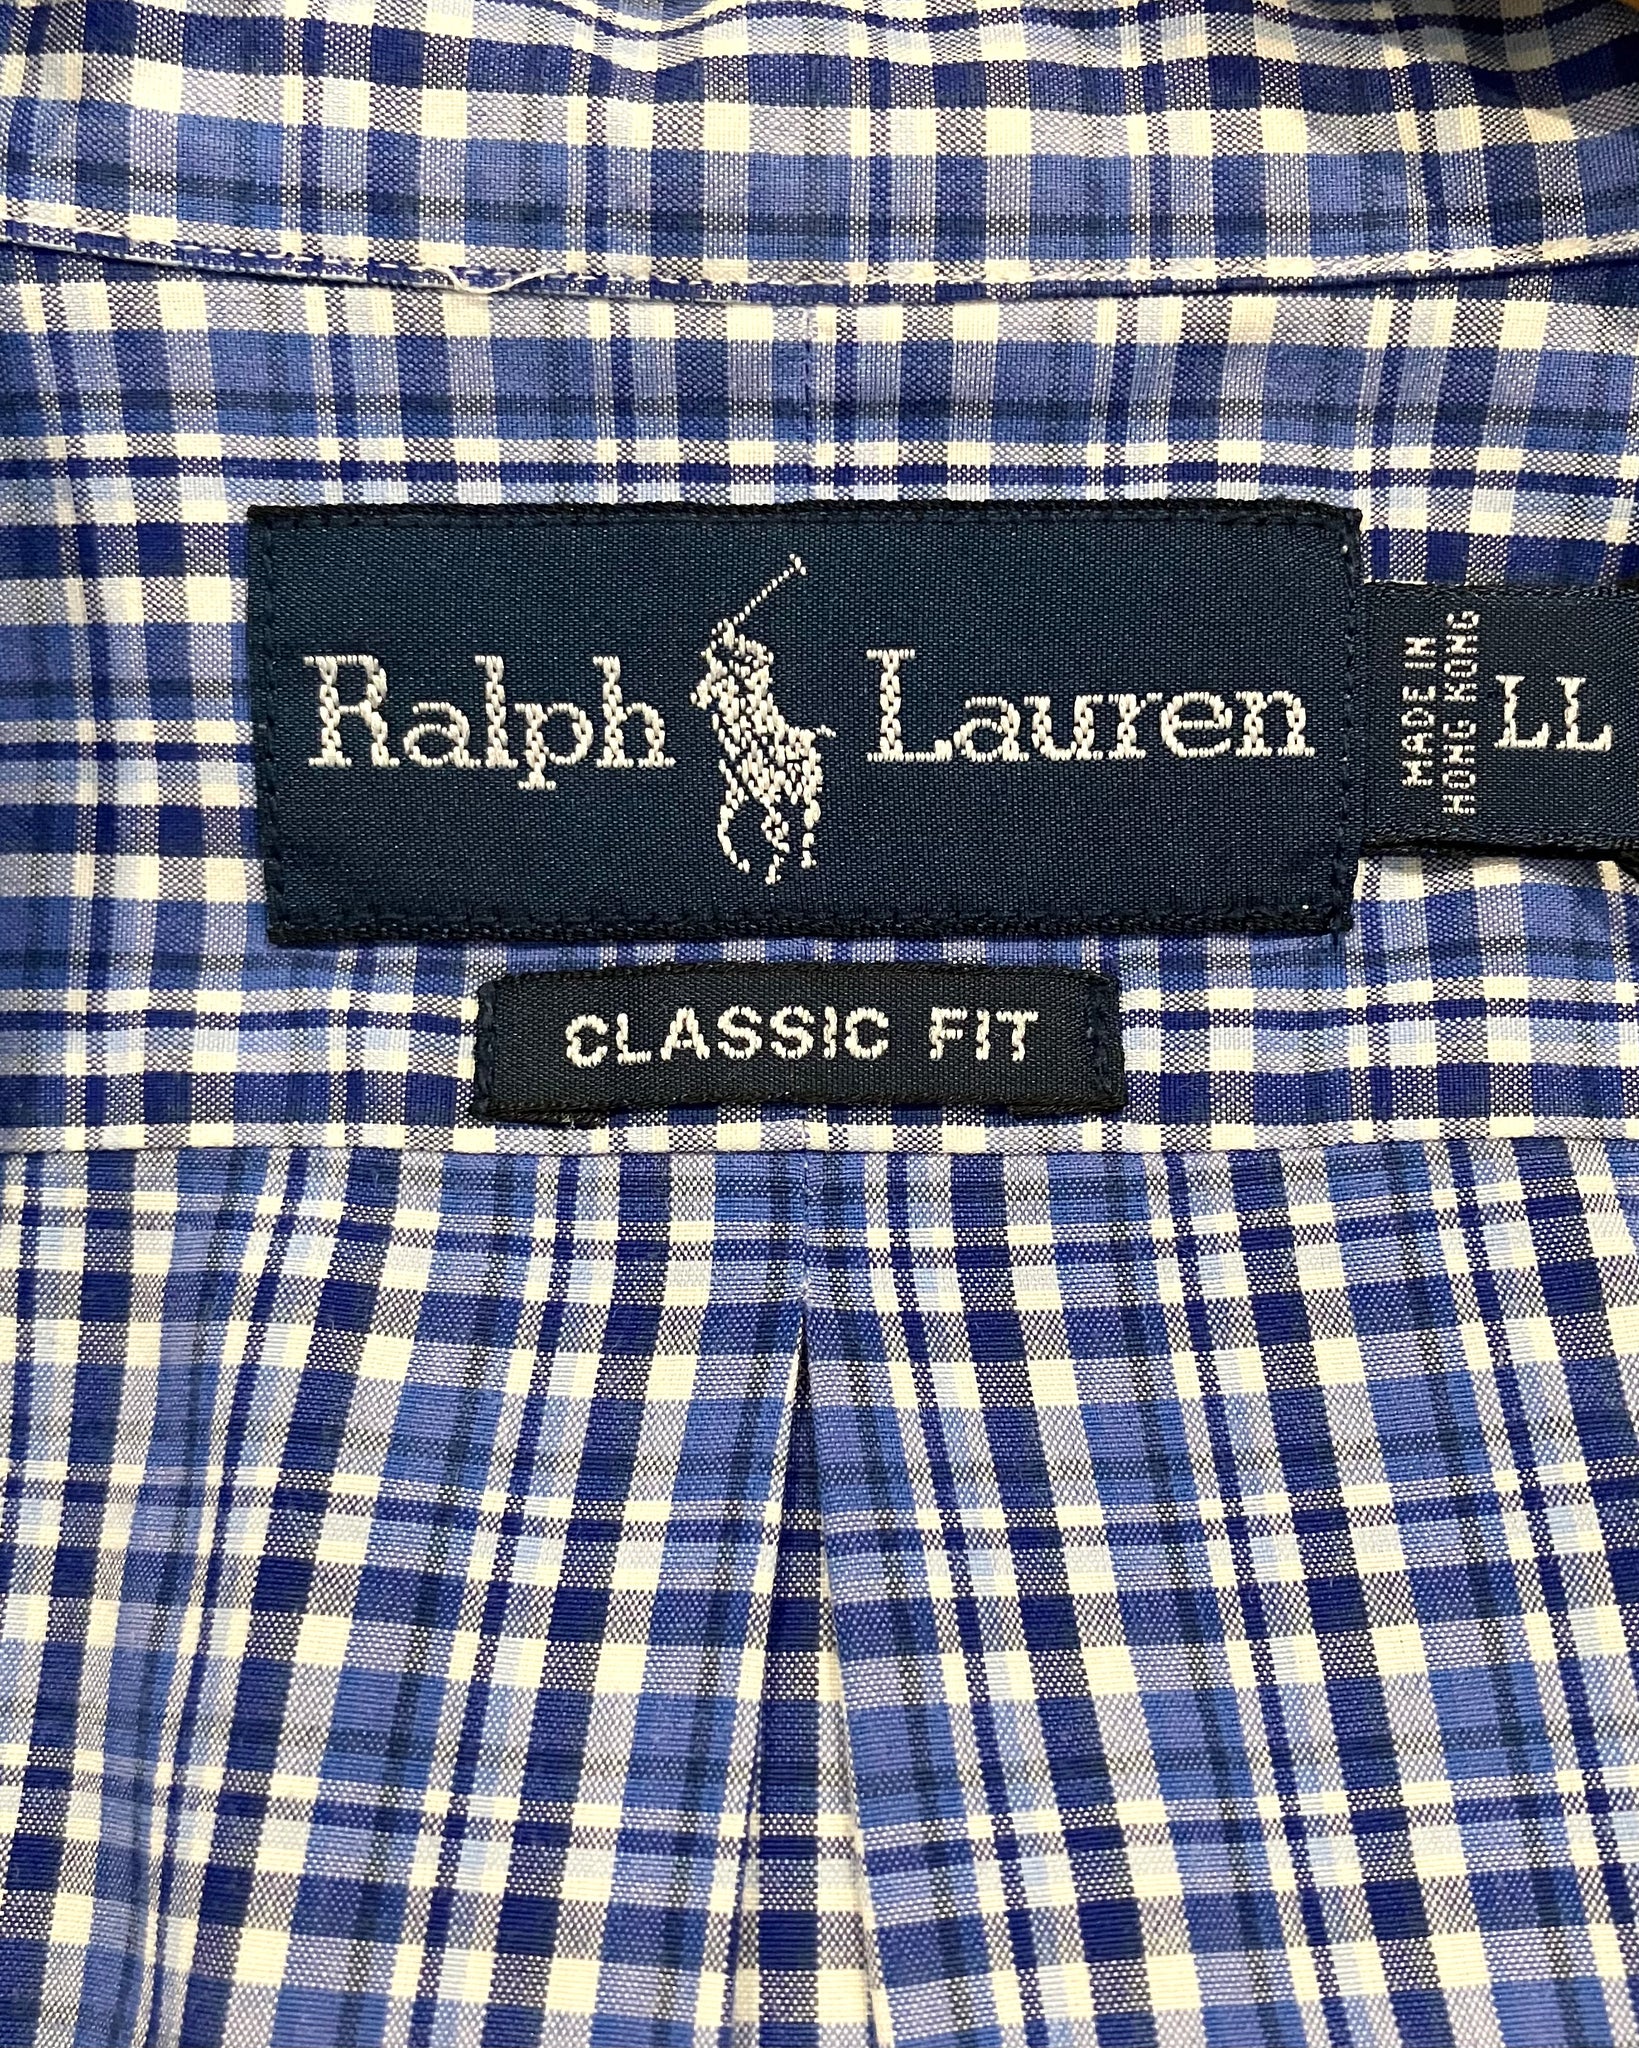 Ralph Lauren
MADE IN
HONG KONG
LL
CLASSIC FIT